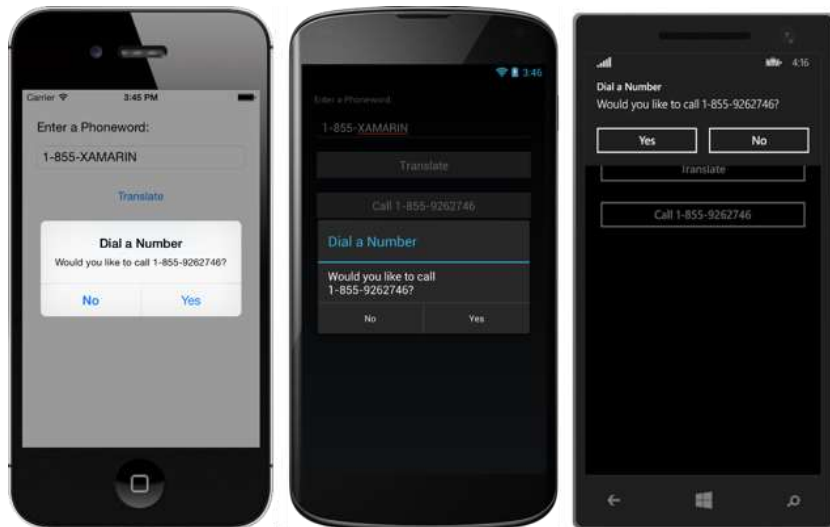 Carrier 3:45 PM
Enter a Phoneword:
1-855-XAMARIN
Translate
Dial a Number
Would you like to call 1-855-9262746?
No Yes
3:46
Enter a Phoneword:
1-855-XAMARIN
Translate
Call 1-855-9262746
Dial a Number
Would you like to call
1-855-9262746?
No Yes
4:16
Dial a Number
Would you like to call 1-855-9262746?
Yes No
Translate
Call 1-855-9262746